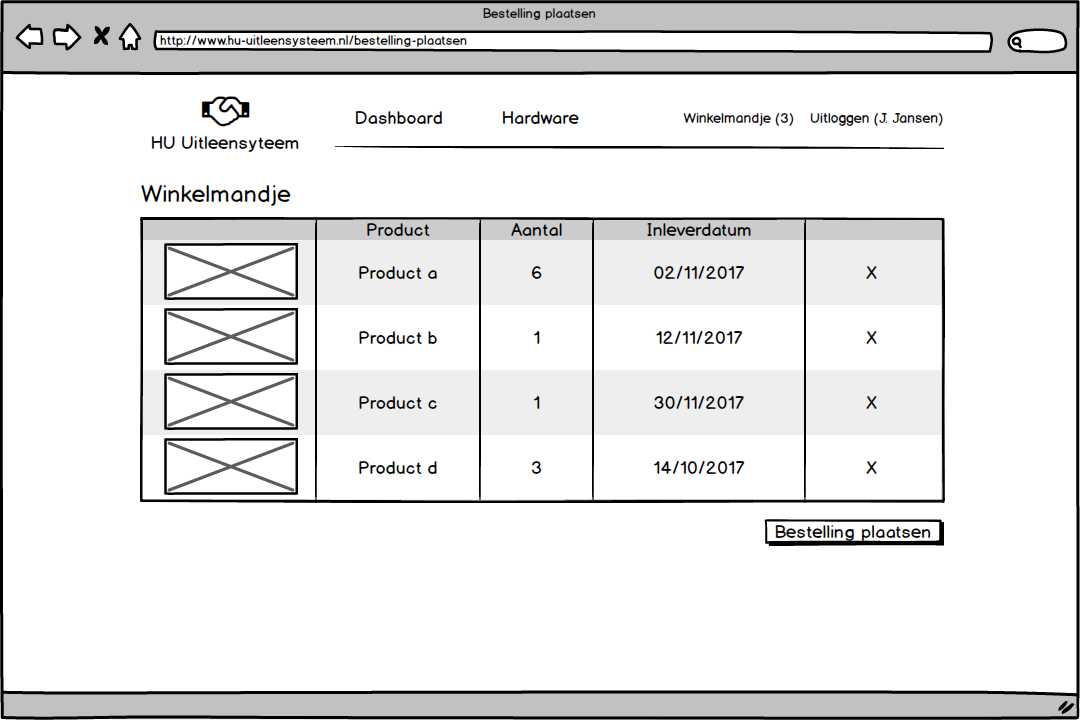 Bestelling plaatsen
http://www.hu-uitleensysteem.nl/bestelling-plaatsen
HU Uitleensyteem
Dashboard Hardware Winkelmandje (3) Uitloggen (J. Jansen)
Winkelmandje
Product Aantal Inleverdatum
Product a 6 02/11/2017 X
Product b 1 12/11/2017 X
Product c 1 30/11/2017 X
Product d 3 14/10/2017 X
Bestelling plaatsen